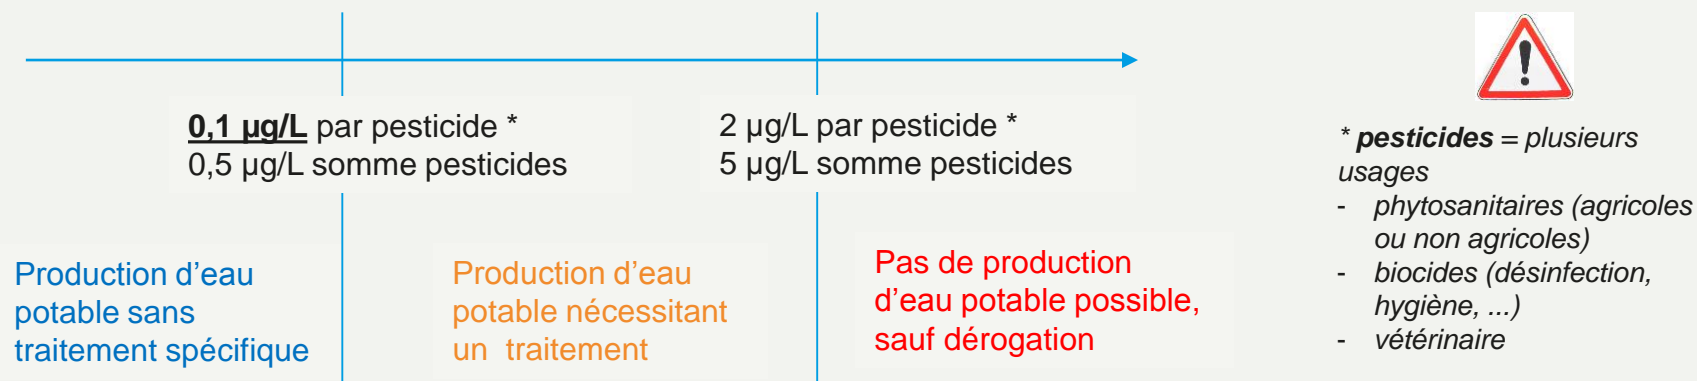 0,1 µg/L par pesticide *
0,5 µg/L somme pesticides
2 µg/L par pesticide *
5 µg/L somme pesticides
Production d’eau
potable sans
traitement spécifique
Production d’eau
potable nécessitant
un traitement
Pas de production
d’eau potable possible,
sauf dérogation
* pesticides = plusieurs
usages
- phytosanitaires (agricoles
ou non agricoles)
- biocides (désinfection,
hygiène, ...)
- vétérinaire